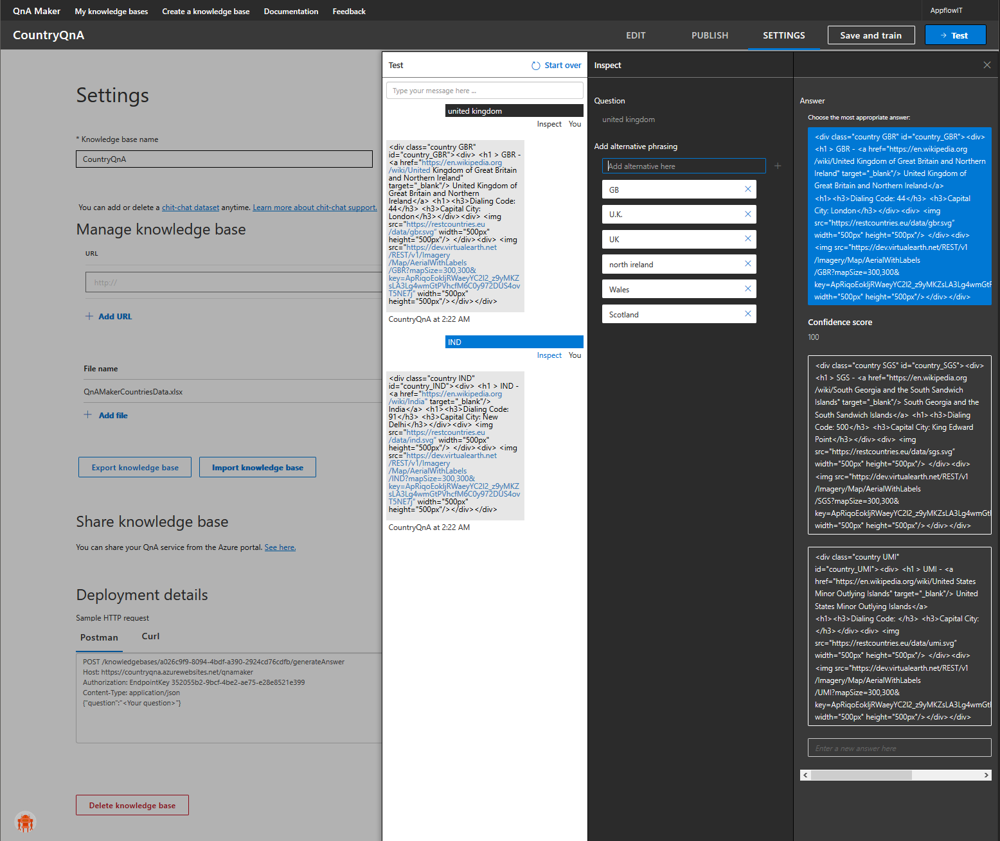 QnA Maker My knowledge bases Create a knowledge base Documentation Feedback AppflowIT
CountryQnA EDIT PUBLISH SETTINGS Save and train Test
Settings
* Knowledge base name
CountryQnA
You can add or delete a chit-chat dataset anytime. Learn more about chit-chat support.
Manage knowledge base
URL
http://
Add URL
File name
QnAMakerCountriesData.xlsx
Add file
Export knowledge base Import knowledge base
Share knowledge base
You can share your QnA service from the Azure portal. See here.
Deployment details
Sample HTTP request
Postman Curl
POST /knowledgebases/a026c9f9-8094-4bdf-a390-2924cd76cdfb/generateAnswer
Host: https://countryqna.azurewebsites.net/qnamaker
Authorization: EndpointKey 352055b2-9bcf-4be2-ae75-e28e8521e399
Content-Type: application/json
{"question":"<Your question>"}
Delete knowledge base
Test Start over
Type your message here ...
united kingdom
Inspect You
<div class="country GBR"
id="country_GBR"><div> <h1 > GBR -
<a href="https://en.wikipedia.org
/wiki/United Kingdom of Great Britain
and Northern Ireland"
target="_blank"/> United Kingdom of
Great Britain and Northern
Ireland</a> <h1><h3>Dialing Code:
44</h3> <h3>Capital City:
London</h3></div><div> <img
src="https://restcountries.eu
/data/gbr.svg" width="500px"
height="500px"/> </div><div> <img
src="https://dev.virtualearth.net
/REST/v1/Imagery
/Map/AerialWithLabels
/GBR?mapSize=300,300&
key=ApRiqoEokIjRWaeyYC2I2_z9yMKZ
sLA3Lg4wmGtPVhcfM6C0y972DUS4ov
T5NE7j" width="500px"
height="500px"/></div></div>
CountryQnA at 2:22 AM
IND
Inspect You
<div class="country IND"
id="country_IND"><div> <h1 > IND -
<a href="https://en.wikipedia.org
/wiki/India" target="_blank"/>
India</a> <h1><h3>Dialing Code:
91</h3> <h3>Capital City: New
Delhi</h3></div><div> <img
src="https://restcountries.eu
/data/ind.svg" width="500px"
height="500px"/> </div><div> <img
src="https://dev.virtualearth.net
/REST/v1/Imagery
/Map/AerialWithLabels
/IND?mapSize=300,300&
key=ApRiqoEokIjRWaeyYC2I2_z9yMKZ
sLA3Lg4wmGtPVhcfM6C0y972DUS4ov
T5NE7j" width="500px"
height="500px"/></div></div>
CountryQnA at 2:22 AM
Inspect
Question
united kingdom
Add alternative phrasing
Add alternative here
GB
U.K.
UK
north ireland
Wales
Scotland
Answer
Choose the most appropriate answer:
<div class="country GBR" id="country_GBR"><div>
<h1 > GBR - <a href="https://en.wikipedia.org
/wiki/United Kingdom of Great Britain and Northern
Ireland" target="_blank"/> United Kingdom of
Great Britain and Northern Ireland</a>
<h1><h3>Dialing Code: 44</h3> <h3>Capital
City: London</h3></div><div> <img
src="https://restcountries.eu/data/gbr.svg"
width="500px" height="500px"/> </div><div>
<img src="https://dev.virtualearth.net/REST/v1
/Imagery/Map/AerialWithLabels
/GBR?mapSize=300,300&
key=ApRiqoEokIjRWaeyYC2I2_z9yMKZsLA3Lg4wmGtP
width="500px" height="500px"/></div></div>
Confidence score
100
<div class="country SGS" id="country_SGS"><div>
<h1 > SGS - <a href="https://en.wikipedia.org
/wiki/South Georgia and the South Sandwich
Islands" target="_blank"/> South Georgia and the
South Sandwich Islands</a> <h1><h3>Dialing
Code: 500</h3> <h3>Capital City: King Edward
Point</h3></div><div> <img
src="https://restcountries.eu/data/sgs.svg"
width="500px" height="500px"/> </div><div>
<img src="https://dev.virtualearth.net/REST/v1
/Imagery/Map/AerialWithLabels
/SGS?mapSize=300,300&
key=ApRiqoEokIjRWaeyYC2I2_z9yMKZsLA3Lg4wmGtl
width="500px" height="500px"/></div></div>
<div class="country UMI"
id="country_UMI"><div> <h1 > UMI - <a
href="https://en.wikipedia.org/wiki/United States
Minor Outlying Islands" target="_blank"/> United
States Minor Outlying Islands</a>
<h1><h3>Dialing Code: </h3> <h3>Capital City:
</h3></div><div> <img
src="https://restcountries.eu/data/umi.svg"
width="500px" height="500px"/> </div><div>
<img src="https://dev.virtualearth.net/REST/v1
/Imagery/Map/AerialWithLabels
/UMI?mapSize=300,300&
key=ApRiqoEokIjRWaeyYC2I2_z9yMKZsLA3Lg4wmGtl
width="500px" height="500px"/></div></div>
Enter a new answer here